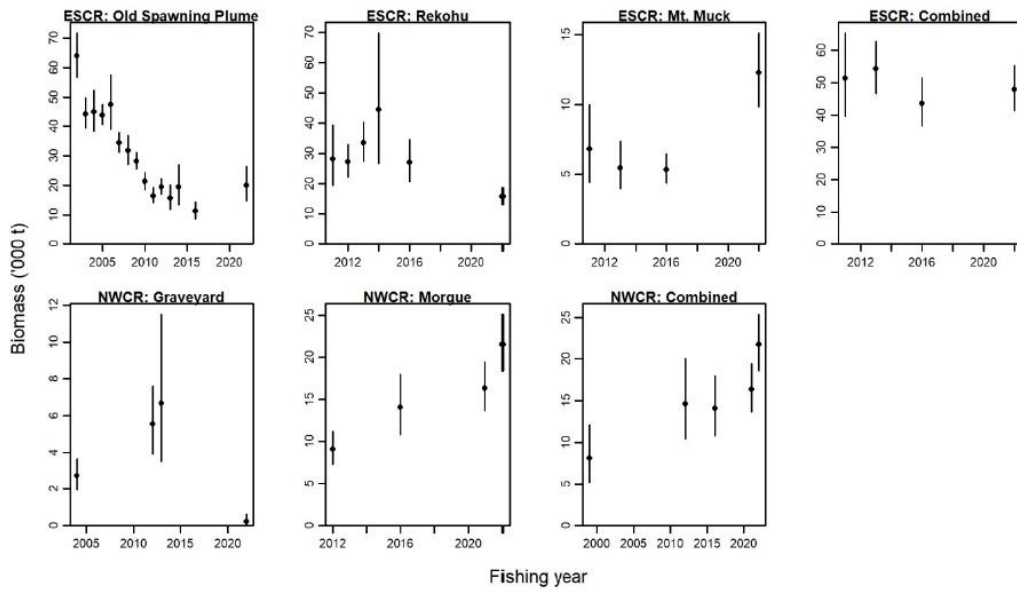 ESCR: Old Spawning Plume
ESCR: Rekohu
ESCR: Mt. Muck
ESCR: Combined
0 10 20 30 40 50 60 70
2005 2010 2015 2020
0 10 20 30 40 50 60 70
2012 2016 2020
0 5 10 15
2012 2016 2020
0 10 20 30 40 50 60
2012 2016 2020
Biomass ('000 t)
NWCR: Graveyard
NWCR: Morgue
NWCR: Combined
0 2 4 6 8 10 12
2005 2010 2015 2020
0 5 10 15 20 25
2012 2016 2020
0 5 10 15 20 25
2000 2005 2012 2015 2020
Fishing year